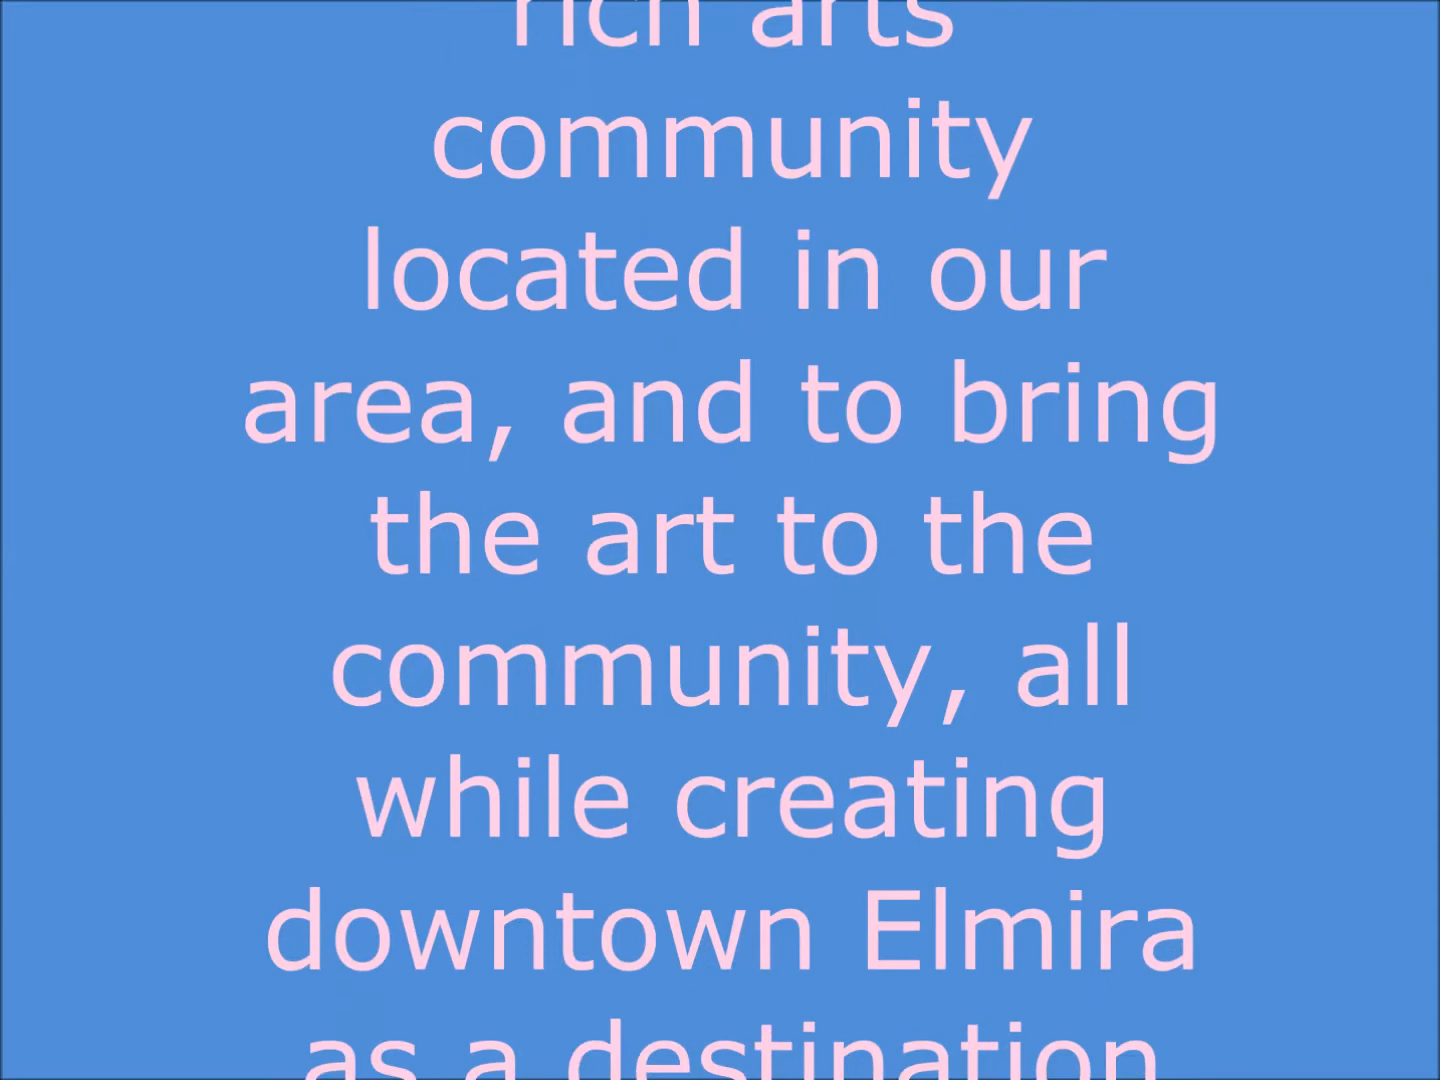 rich arts
community
located in our
area, and to bring
the art to the
community, all
while creating
downtown Elmira
as a destination